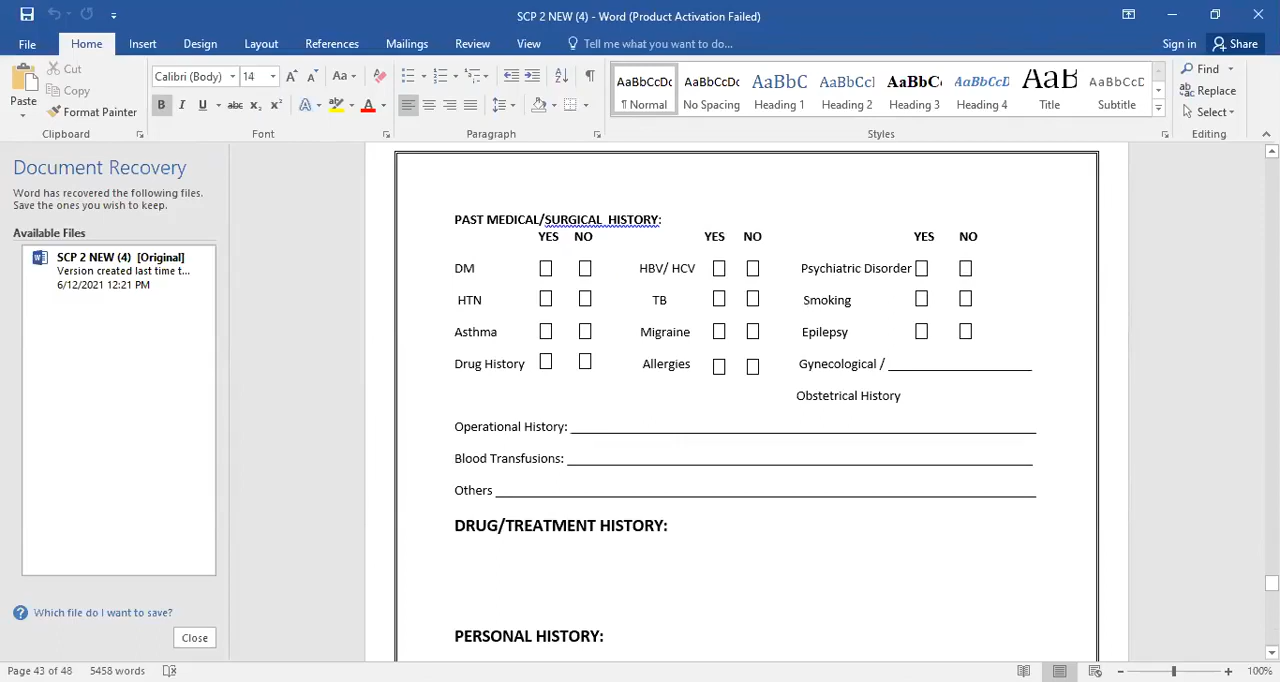 SCP 2 NEW (4) - Word (Product Activation Failed)
File Home Insert Design Layout References Mailings Review View Tell me what you want to do... Sign in Share
Paste
Cut
Copy
Format Painter
Clipboard
Calibri (Body) 14
Font
Paragraph
AaBbCcDc AaBbCcDc AaBbC AaBbCcI AaBbC AaBbCcD AaB AaBbCcD
¶ Normal No Spacing Heading 1 Heading 2 Heading 3 Heading 4 Title Subtitle
Styles
Find
Replace
Select
Editing
Document Recovery
Word has recovered the following files.
Save the ones you wish to keep.
Available Files
SCP 2 NEW (4) [Original]
Version created last time t...
6/12/2021 12:21 PM
Which file do I want to save?
Close
PAST MEDICAL/SURGICAL HISTORY:
YES NO YES NO YES NO
DM HBV/ HCV Psychiatric Disorder
HTN TB Smoking
Asthma Migraine Epilepsy
Drug History Allergies Gynecological / ____________________
Obstetrical History
Operational History: ____________________
Blood Transfusions: ____________________
Others ____________________
DRUG/TREATMENT HISTORY:
PERSONAL HISTORY:
Page 43 of 48 5458 words 100%